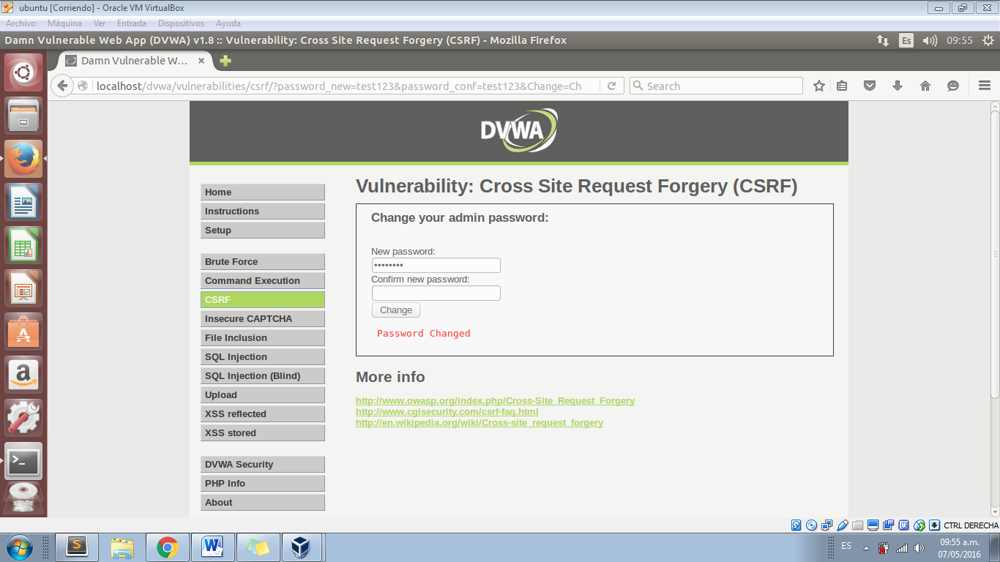 ubuntu [Corriendo] - Oracle VM VirtualBox
Archivo Máquina Ver Entrada Dispositivos Ayuda
Damn Vulnerable Web App (DVWA) v1.8 :: Vulnerability: Cross Site Request Forgery (CSRF) - Mozilla Firefox
Es
09:55
Damn Vulnerable W...
localhost/dvwa/vulnerabilities/csrf/?password_new=test123&password_conf=test123&Change=Ch
Search
DVWA
Home
Instructions
Setup
Brute Force
Command Execution
CSRF
Insecure CAPTCHA
File Inclusion
SQL Injection
SQL Injection (Blind)
Upload
XSS reflected
XSS stored
DVWA Security
PHP Info
About
Vulnerability: Cross Site Request Forgery (CSRF)
Change your admin password:
New password:
••••••••
Confirm new password:
Change
Password Changed
More info
http://www.owasp.org/index.php/Cross-Site_Request_Forgery
http://www.cgisecurity.com/csrf-faq.html
http://en.wikipedia.org/wiki/Cross-site_request_forgery
CTRL DERECHA
ES
09:55 a.m.
07/05/2016